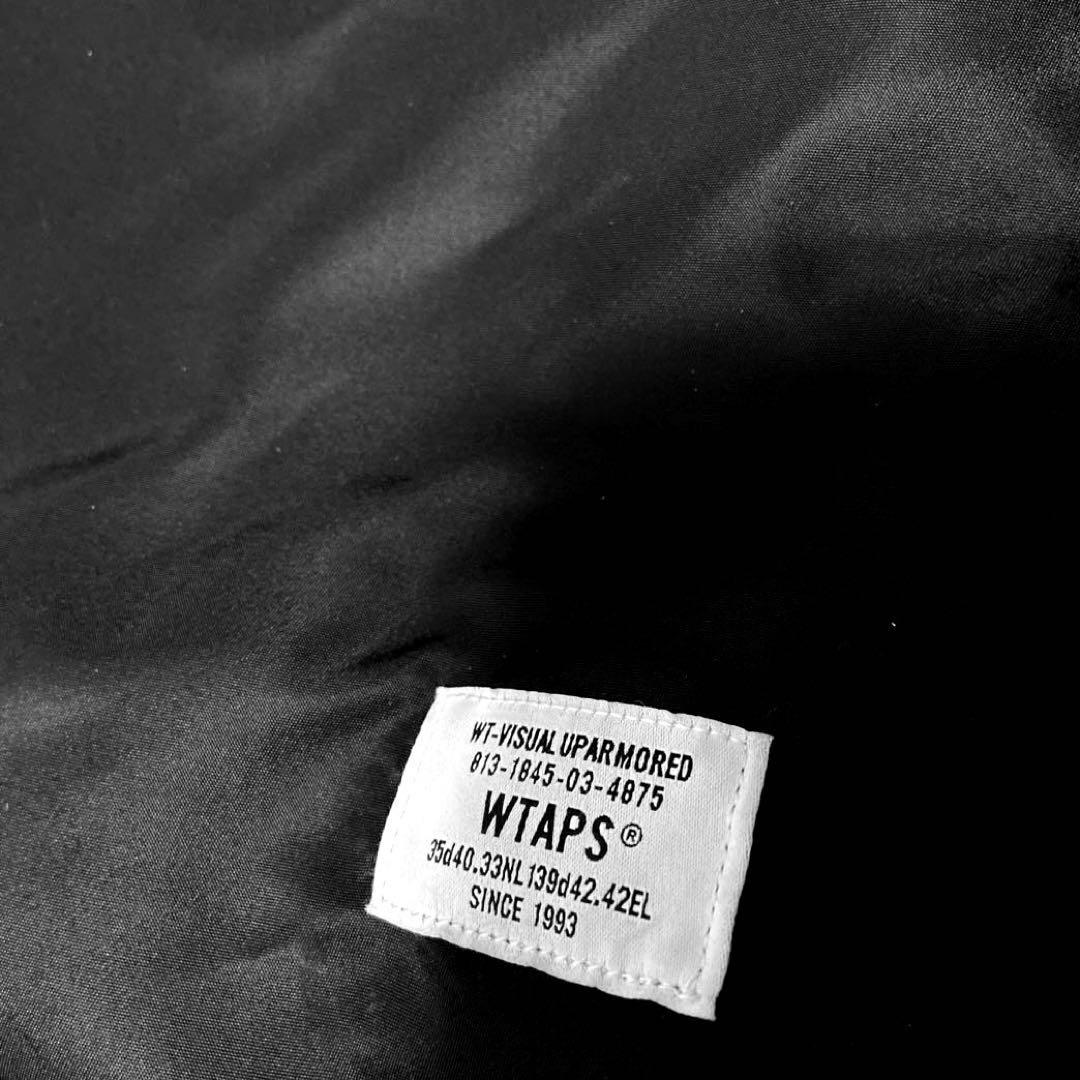 WT-VISUAL UPARMORED
813-1845-03-4875
WTAPS®
35d40.33NL139d42.42EL
SINCE 1993